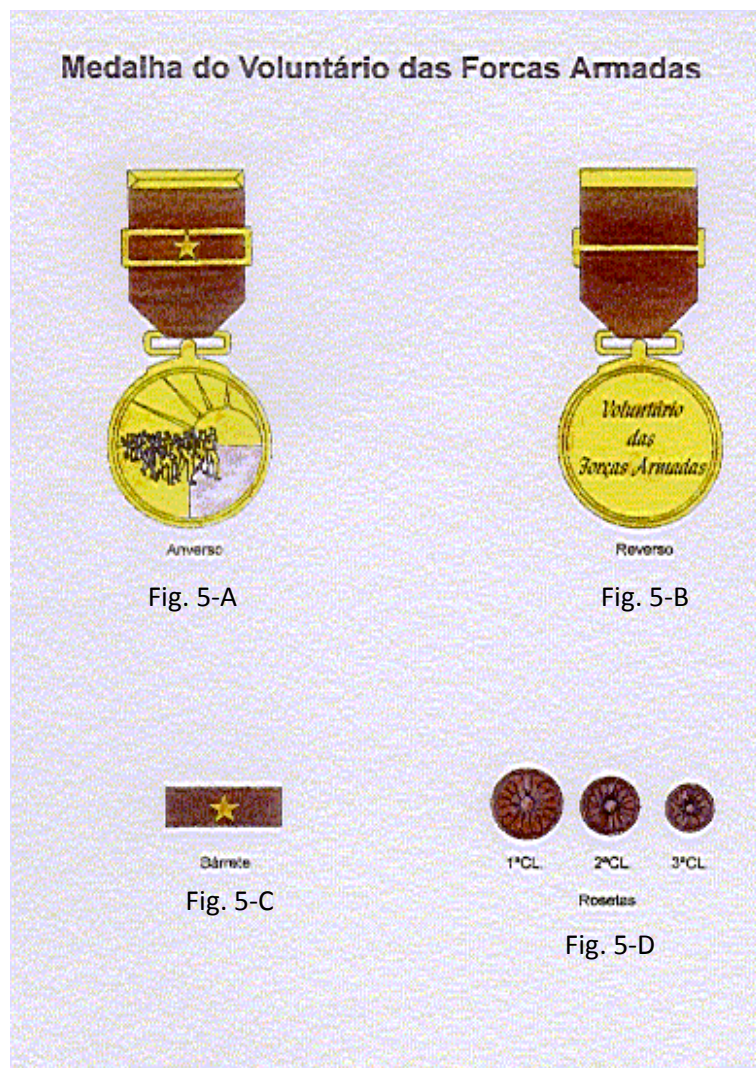 Medalha do Voluntário das Forcas Armadas
Voluntário
das
Forças Armadas
Anverso
Reverso
Fig. 5-A
Fig. 5-B
Bárrete
1ªCL.
2ªCL.
3ªCL.
Fig. 5-C
Rosetas
Fig. 5-D